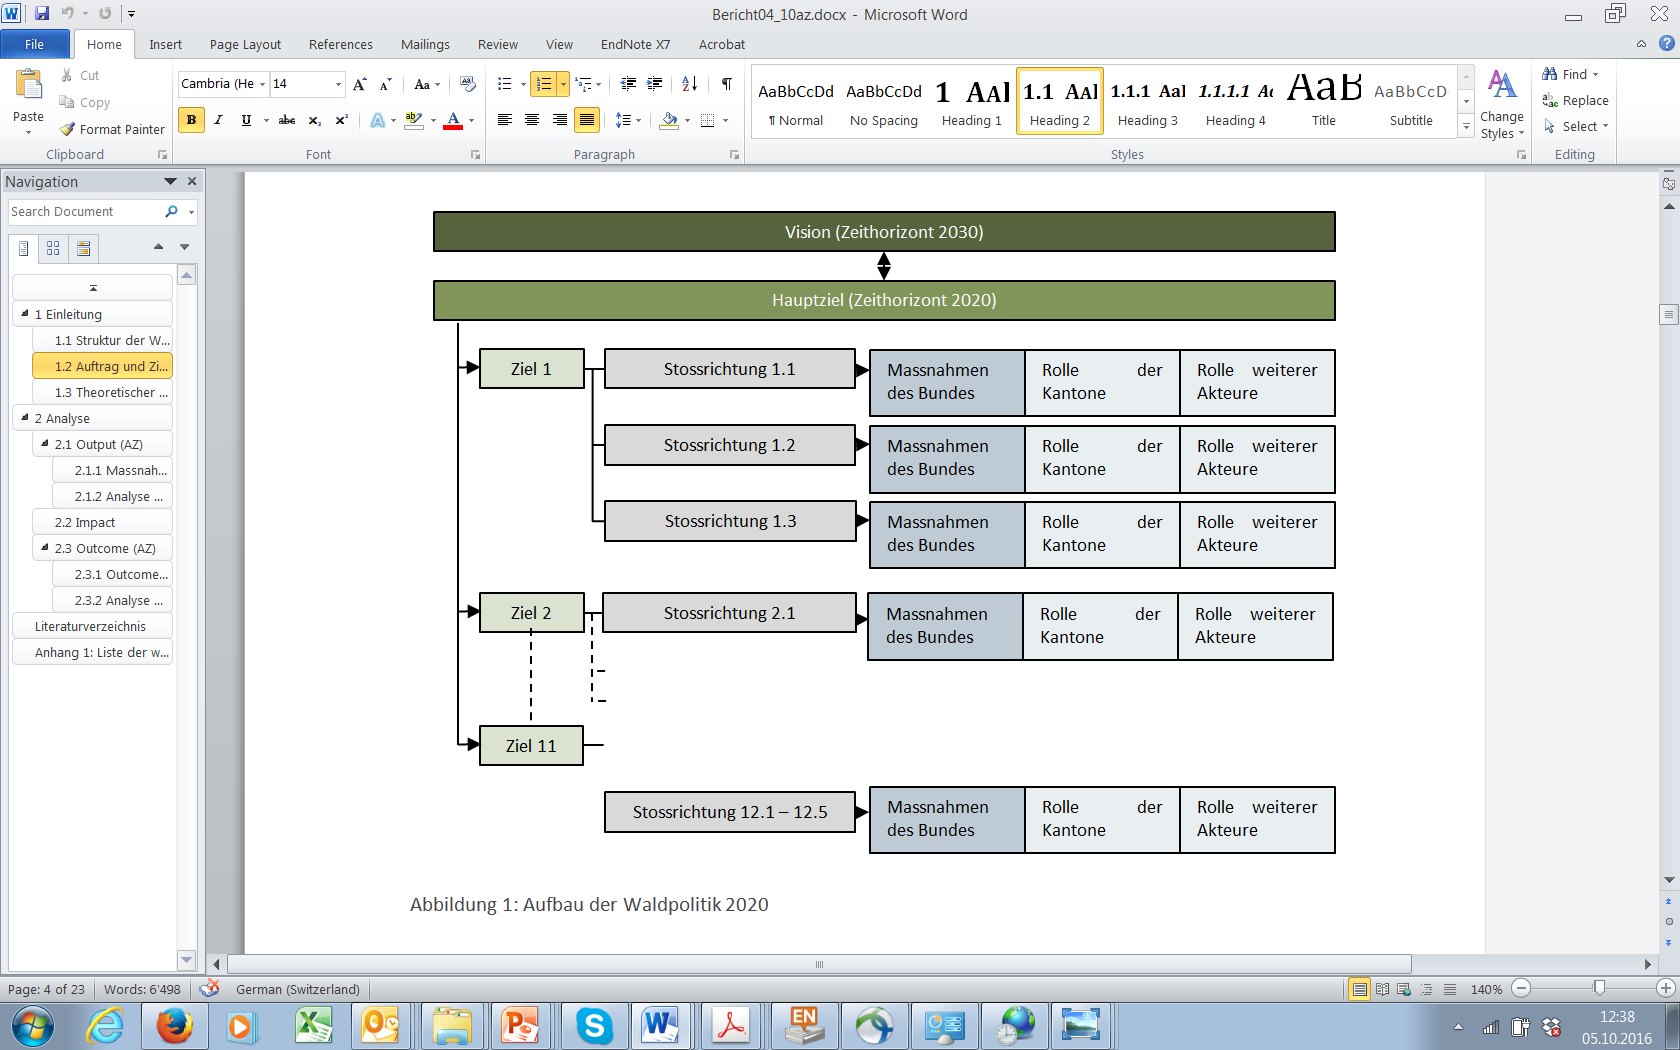 Bericht04_10az.docx - Microsoft Word
File Home Insert Page Layout References Mailings Review View EndNote X7 Acrobat
Paste
Cut
Copy
Format Painter
Clipboard
Cambria (He 14
Font
Paragraph
AaBbCcDd AaBbCcDd 1 AAI 1.1 AAI 1.1.1 AaI 1.1.1.1 Aa AaB AaBbCcD
¶ Normal No Spacing Heading 1 Heading 2 Heading 3 Heading 4 Title Subtitle
Styles
Change
Styles
Find
Replace
Select
Editing
Navigation
Search Document
1 Einleitung
1.1 Struktur der W...
1.2 Auftrag und Zi...
1.3 Theoretischer ...
2 Analyse
2.1 Output (AZ)
2.1.1 Massnah...
2.1.2 Analyse ...
2.2 Impact
2.3 Outcome (AZ)
2.3.1 Outcome...
2.3.2 Analyse ...
Literaturverzeichnis
Anhang 1: Liste der w...
Vision (Zeithorizont 2030)
Hauptziel (Zeithorizont 2020)
Ziel 1
Stossrichtung 1.1
Massnahmen
des Bundes
Rolle der
Kantone
Rolle weiterer
Akteure
Stossrichtung 1.2
Massnahmen
des Bundes
Rolle der
Kantone
Rolle weiterer
Akteure
Stossrichtung 1.3
Massnahmen
des Bundes
Rolle der
Kantone
Rolle weiterer
Akteure
Ziel 2
Stossrichtung 2.1
Massnahmen
des Bundes
Rolle der
Kantone
Rolle weiterer
Akteure
Ziel 11
Stossrichtung 12.1 – 12.5
Massnahmen
des Bundes
Rolle der
Kantone
Rolle weiterer
Akteure
Abbildung 1: Aufbau der Waldpolitik 2020
Page: 4 of 23 Words: 6'498 German (Switzerland) 140%
EN
12:38
05.10.2016